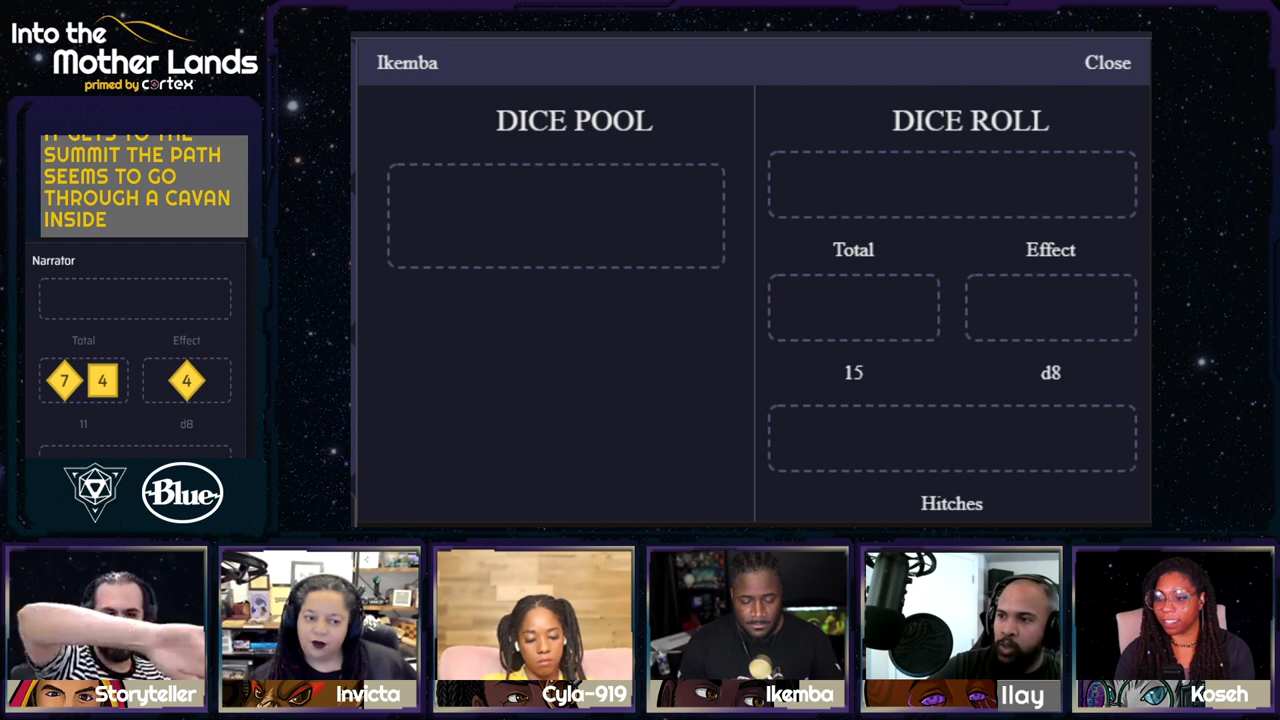 Into the
Mother Lands
primed by cortex
IT GETS TO THE
SUMMIT THE PATH
SEEMS TO GO
THROUGH A CAVAN
INSIDE
Narrator
Total Effect
7 4 4
11 d8
Blue
Ikemba Close
DICE POOL
DICE ROLL
Total Effect
15 d8
Hitches
Storyteller
Invicta
Cyla-919
Ikemba
Ilay
Koseh